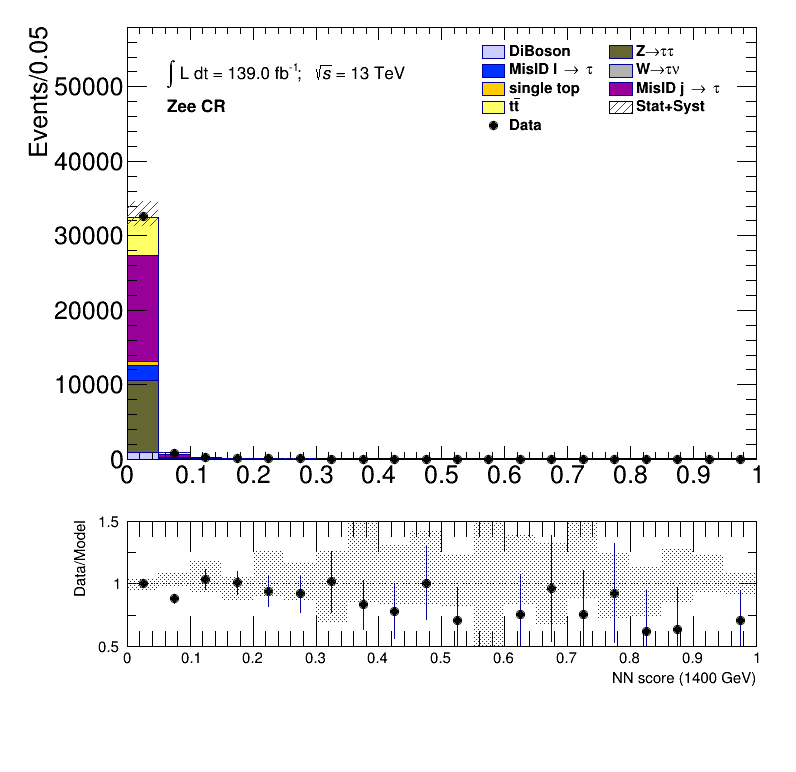 Events/0.05
50000
40000
30000
20000
10000
0
∫ L dt = 139.0 fb⁻¹; √s = 13 TeV
Zee CR
DiBoson
MisID l → τ
single top
tt̄
Data
Z→ττ
W→τν
MisID j → τ
Stat+Syst
0 0.1 0.2 0.3 0.4 0.5 0.6 0.7 0.8 0.9 1
Data/Model
1.5
1
0.5
0 0.1 0.2 0.3 0.4 0.5 0.6 0.7 0.8 0.9 1
NN score (1400 GeV)